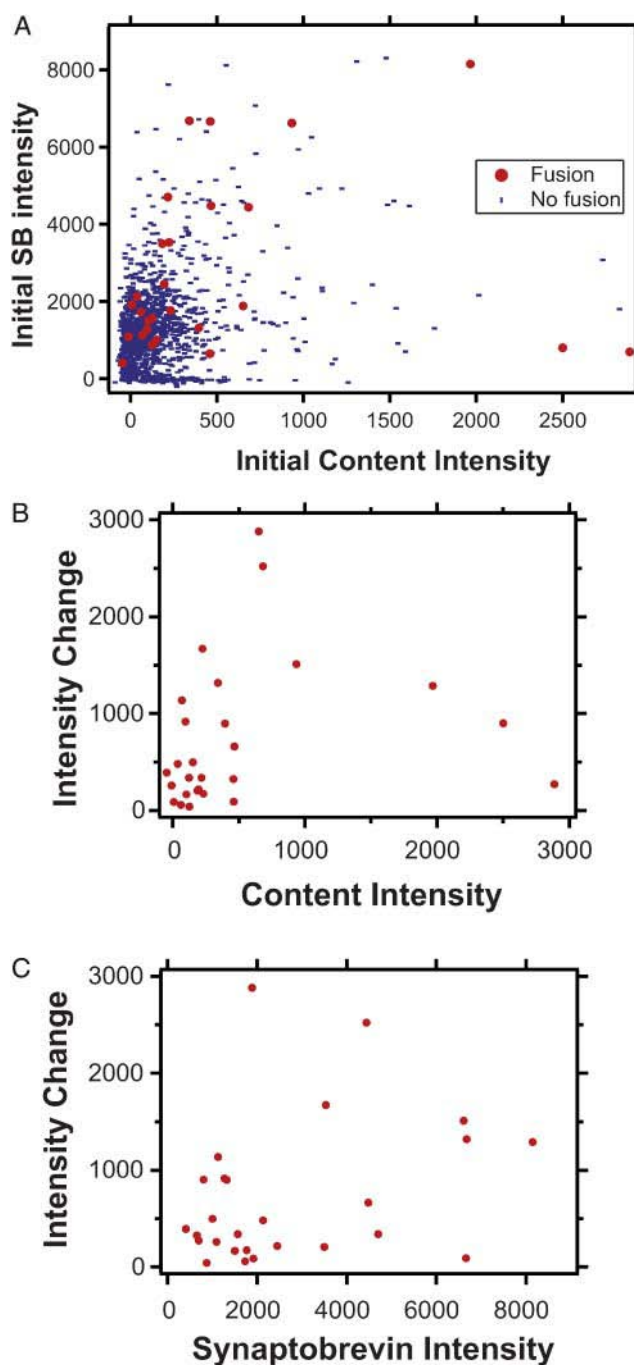 A
8000
6000
4000
2000
0
Initial SB intensity
Fusion
No fusion
0 500 1000 1500 2000 2500
Initial Content Intensity
B
3000
2000
1000
0
Intensity Change
0 1000 2000 3000
Content Intensity
C
3000
2000
1000
0
Intensity Change
0 2000 4000 6000 8000
Synaptobrevin Intensity